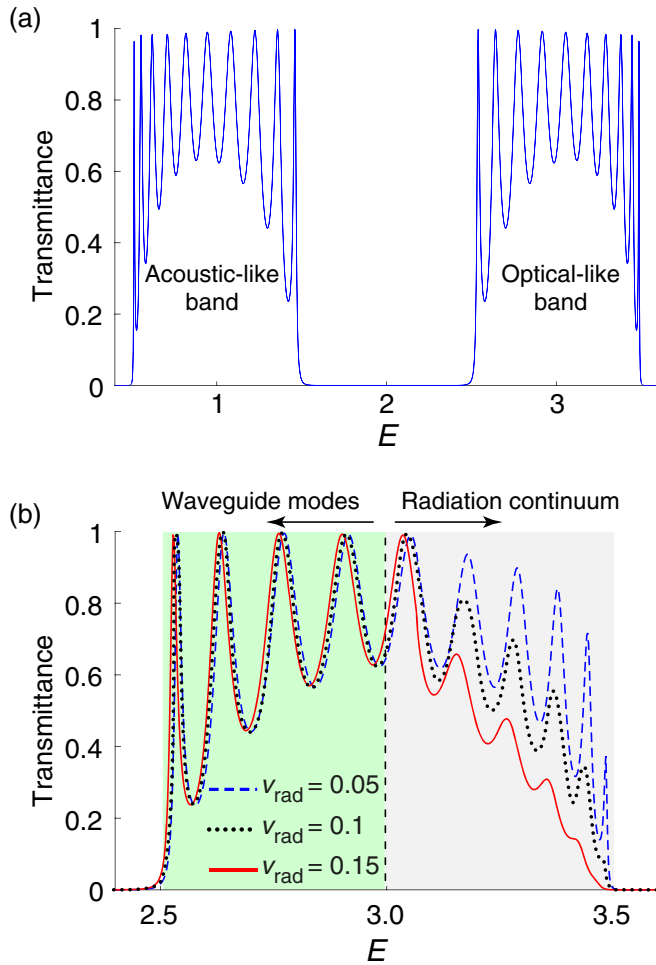 (a)
1
0.8
0.6
0.4
0.2
0
Transmittance
Acoustic-like
band
Optical-like
band
1
2
3
E
(b)
Waveguide modes
Radiation continuum
1
0.8
0.6
0.4
0.2
0
Transmittance
vrad = 0.05
vrad = 0.1
vrad = 0.15
2.5
3.0
3.5
E